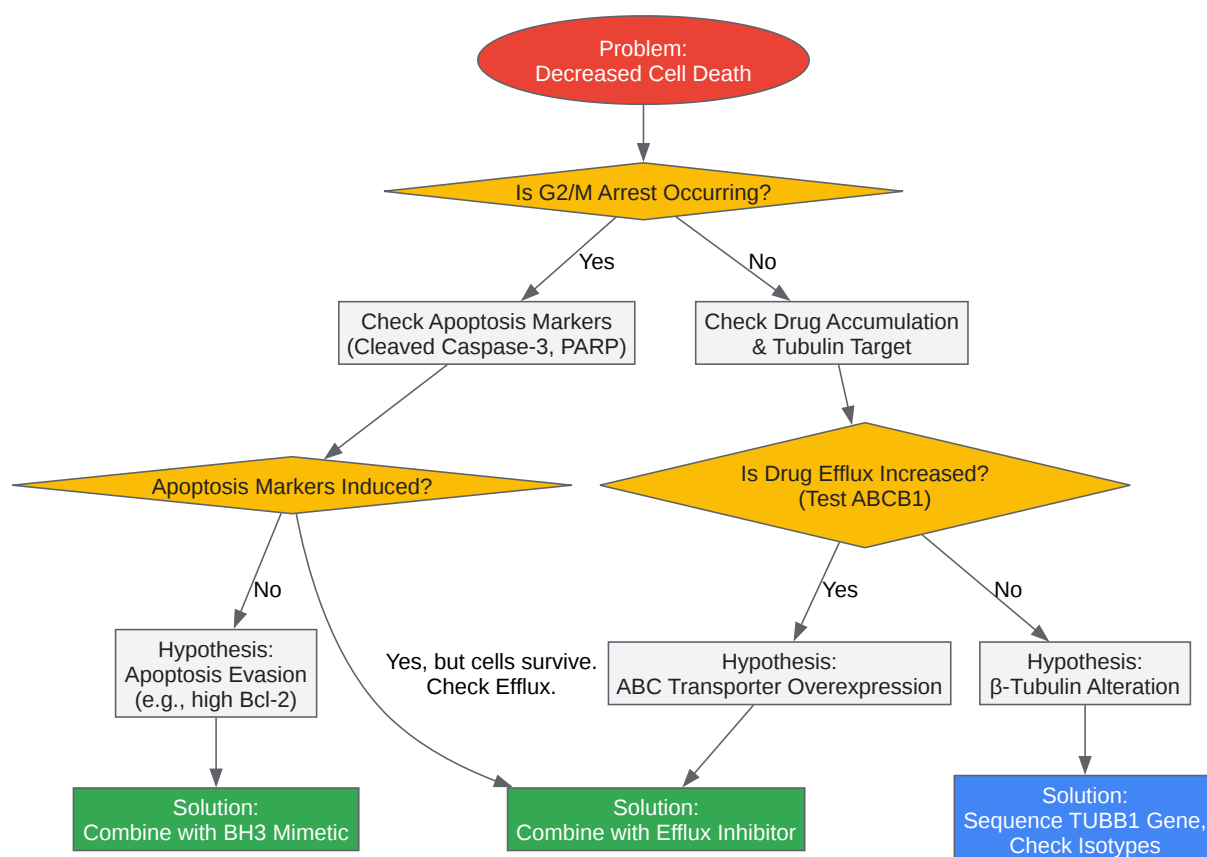 Problem:
Decreased Cell Death
Is G2/M Arrest Occurring?
Yes
No
Check Apoptosis Markers
(Cleaved Caspase-3, PARP)
Check Drug Accumulation
& Tubulin Target
Apoptosis Markers Induced?
Is Drug Efflux Increased?
(Test ABCB1)
No
Yes
No
Hypothesis:
Apoptosis Evasion
(e.g., high Bcl-2)
Yes, but cells survive.
Check Efflux.
Hypothesis:
ABC Transporter Overexpression
Hypothesis:
β-Tubulin Alteration
Solution:
Combine with BH3 Mimetic
Solution:
Combine with Efflux Inhibitor
Solution:
Sequence TUBB1 Gene,
Check Isotypes